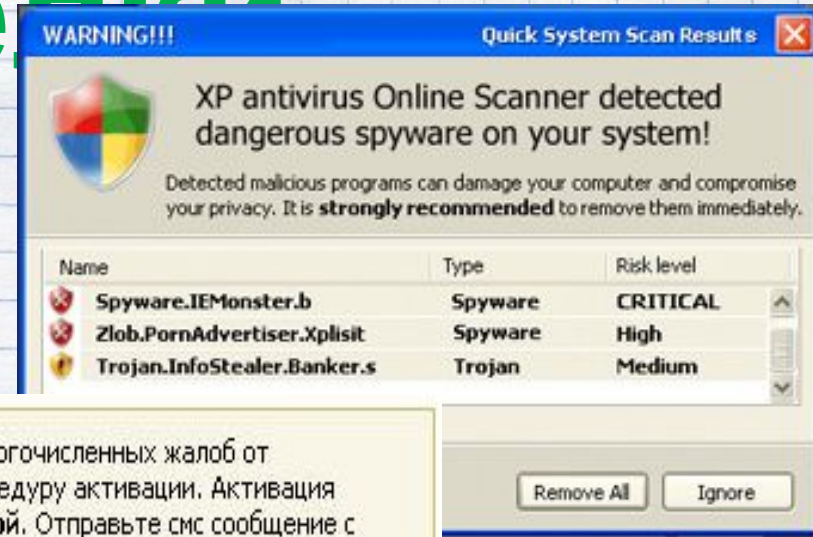 WARNING!!! Quick System Scan Results
XP antivirus Online Scanner detected
dangerous spyware on your system!
Detected malicious programs can damage your computer and compromise
your privacy. It is strongly recommended to remove them immediately.
Name Type Risk level
Spyware.IEMonster.b Spyware CRITICAL
Zlob.PornAdvertiser.Xplisit Spyware High
Trojan.InfoStealer.Banker.s Trojan Medium
Remove All Ignore
жалоб от
активации. Активация
Отправьте смс сообщение с